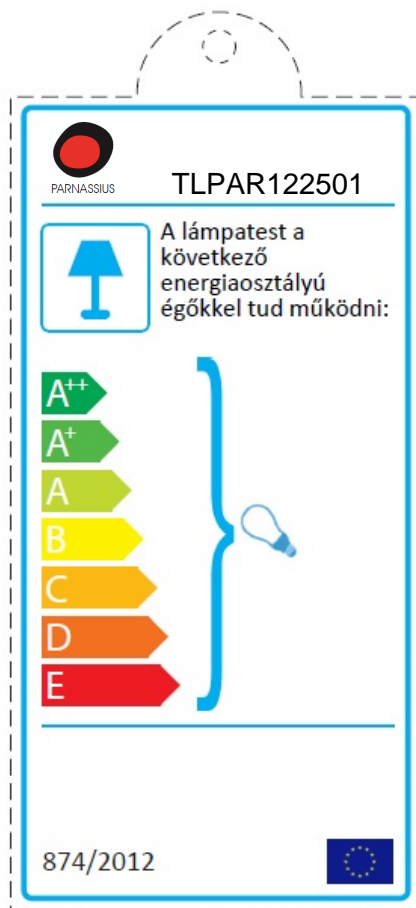 PARNASSIUS
TLPAR122501
A lámpatest a
következő
energiaosztályú
égőkkel tud működni:
A++
A+
A
B
C
D
E
874/2012